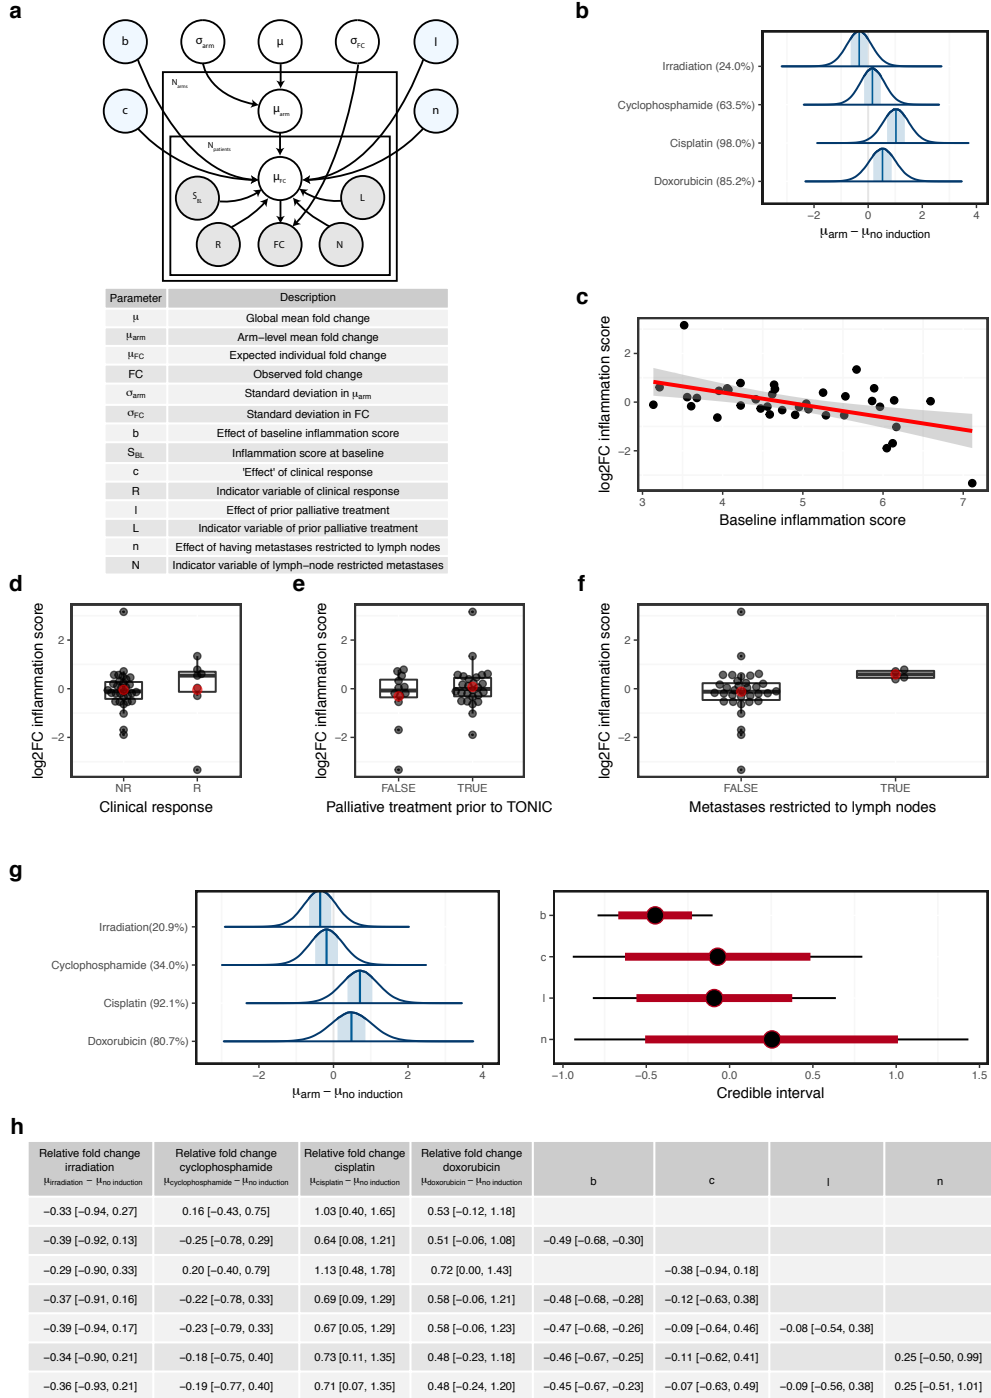 a
b
σarm
μ
σFC
l
Narms
c
μarm
n
Npatients
μFC
SBL
L
R
FC
N
Parameter Description
μ Global mean fold change
μarm Arm–level mean fold change
μFC Expected individual fold change
FC Observed fold change
σarm Standard deviation in μarm
σFC Standard deviation in FC
b Effect of baseline inflammation score
SBL Inflammation score at baseline
c 'Effect' of clinical response
R Indicator variable of clinical response
l Effect of prior palliative treatment
L Indicator variable of prior palliative treatment
n Effect of having metastases restricted to lymph nodes
N Indicator variable of lymph–node restricted metastases
b
Irradiation (24.0%)
Cyclophosphamide (63.5%)
Cisplatin (98.0%)
Doxorubicin (85.2%)
−2 0 2 4
μarm − μno induction
c
log2FC inflammation score
2
0
−2
3 4 5 6 7
Baseline inflammation score
d
log2FC inflammation score
2
0
−2
NR R
Clinical response
e
2
0
−2
FALSE TRUE
Palliative treatment prior to TONIC
f
log2FC inflammation score
2
0
−2
FALSE TRUE
Metastases restricted to lymph nodes
e
log2FC inflammation score
g
Irradiation(20.9%)
Cyclophosphamide (34.0%)
Cisplatin (92.1%)
Doxorubicin (80.7%)
−2 0 2 4
μarm − μno induction
b
c
l
n
−1.0 −0.5 0.0 0.5 1.0 1.5
Credible interval
h
Relative fold change irradiation μirradiation − μno induction
Relative fold change cyclophosphamide μcyclophosphamide − μno induction
Relative fold change cisplatin μcisplatin − μno induction
Relative fold change doxorubicin μdoxorubicin − μno induction
b c l n
−0.33 [−0.94, 0.27] 0.16 [−0.43, 0.75] 1.03 [0.40, 1.65] 0.53 [−0.12, 1.18]
−0.39 [−0.92, 0.13] −0.25 [−0.78, 0.29] 0.64 [0.08, 1.21] 0.51 [−0.06, 1.08] −0.49 [−0.68, −0.30]
−0.29 [−0.90, 0.33] 0.20 [−0.40, 0.79] 1.13 [0.48, 1.78] 0.72 [0.00, 1.43] −0.38 [−0.94, 0.18]
−0.37 [−0.91, 0.16] −0.22 [−0.78, 0.33] 0.69 [0.09, 1.29] 0.58 [−0.06, 1.21] −0.48 [−0.68, −0.28] −0.12 [−0.63, 0.38]
−0.39 [−0.94, 0.17] −0.23 [−0.79, 0.33] 0.67 [0.05, 1.29] 0.58 [−0.06, 1.23] −0.47 [−0.68, −0.26] −0.09 [−0.64, 0.46] −0.08 [−0.54, 0.38]
−0.34 [−0.90, 0.21] −0.18 [−0.75, 0.40] 0.73 [0.11, 1.35] 0.48 [−0.23, 1.18] −0.46 [−0.67, −0.25] −0.11 [−0.62, 0.41] 0.25 [−0.50, 0.99]
−0.36 [−0.93, 0.21] −0.19 [−0.77, 0.40] 0.71 [0.07, 1.35] 0.48 [−0.24, 1.20] −0.45 [−0.67, −0.23] −0.07 [−0.63, 0.49] −0.09 [−0.56, 0.38] 0.25 [−0.51, 1.01]